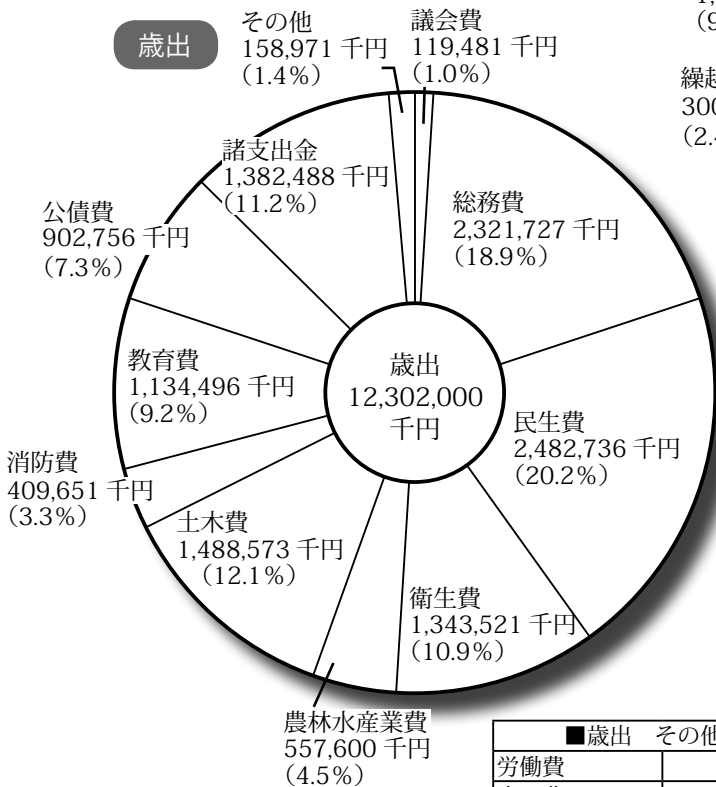 歳出
その他
158,971 千円
（1.4%）
議会費
119,481 千円
（1.0%）
諸支出金
1,382,488 千円
（11.2%）
総務費
2,321,727 千円
（18.9%）
公債費
902,756 千円
（7.3%）
教育費
1,134,496 千円
（9.2%）
歳出
12,302,000
千円
民生費
2,482,736 千円
（20.2%）
消防費
409,651 千円
（3.3%）
土木費
1,488,573 千円
（12.1%）
衛生費
1,343,521 千円
（10.9%）
農林水産業費
557,600 千円
（4.5%）
■歳出　その他
労働費